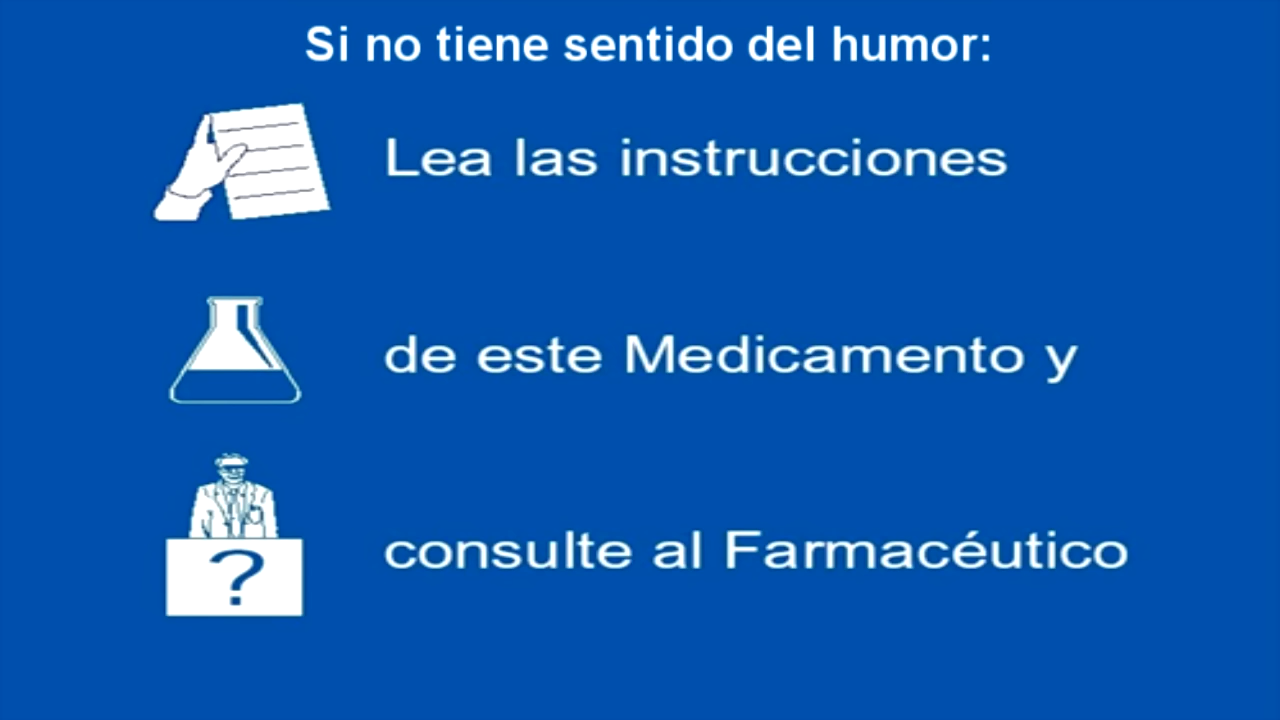 Si no tiene sentido del humor:
Lea las instrucciones
de este Medicamento y
consulte al Farmacéutico
?